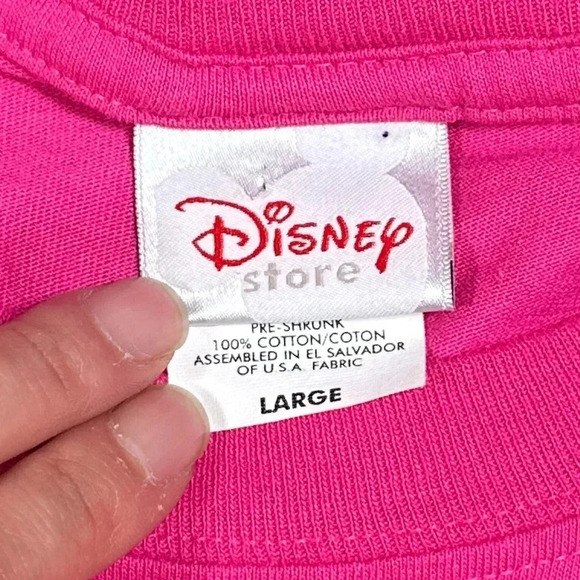 Disney
store
PRE-SHRUNK
100% COTTON/COTON
ASSEMBLED IN EL SALVADOR
OF U.S.A. FABRIC
LARGE